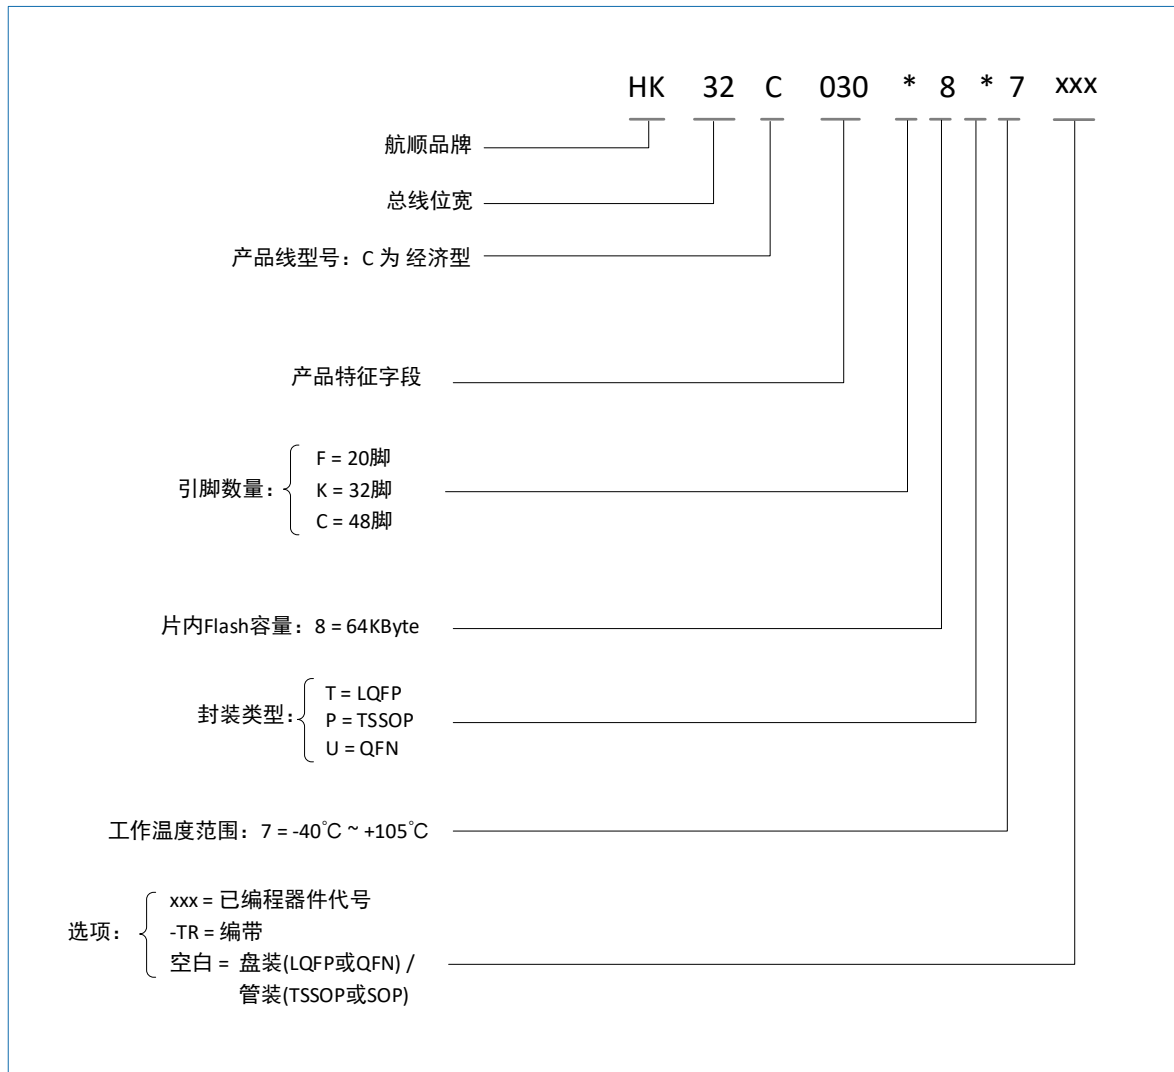 HK 32 C 030 * 8 * 7 xxx
航顺品牌
总线位宽
产品线型号：C 为 经济型
产品特征字段
引脚数量：
F = 20脚
K = 32脚
C = 48脚
片内Flash容量：8 = 64KByte
封装类型：
T = LQFP
P = TSSOP
U = QFN
工作温度范围：7 = -40℃ ~ +105℃
选项：
xxx = 已编程器件代号
-TR = 编带
空白 = 盘装(LQFP或QFN) /
管装(TSSOP或SOP)